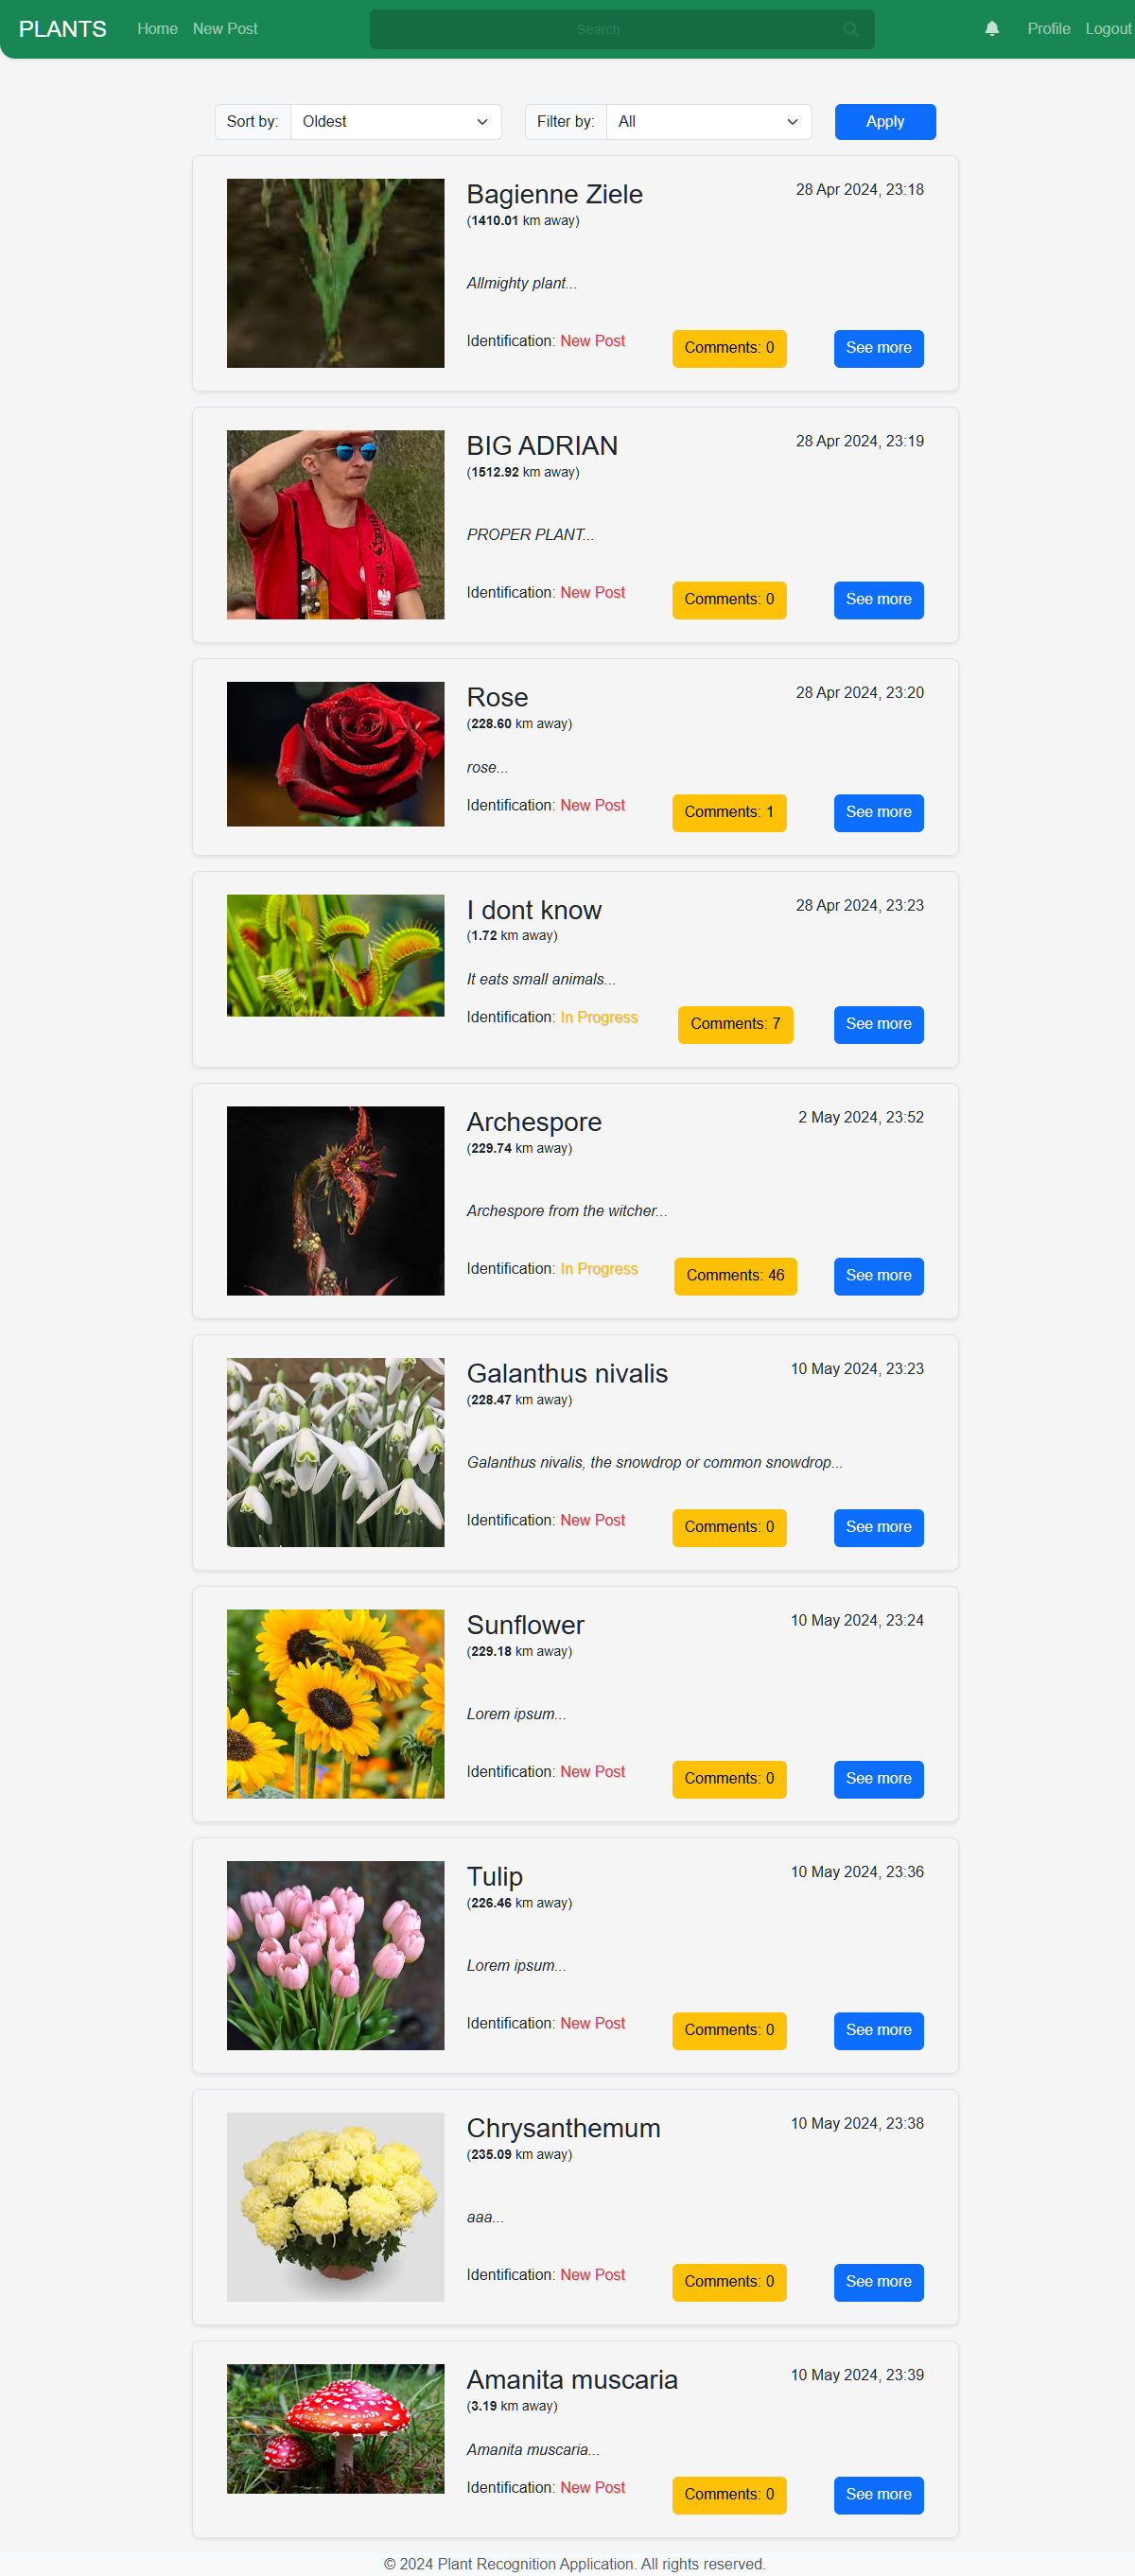 PLANTS Home New Post Search Profile Logout
Sort by: Oldest Filter by: All Apply
Bagienne Ziele 28 Apr 2024, 23:18
(1410.01 km away)
Allmighty plant...
Identification: New Post Comments: 0 See more
BIG ADRIAN 28 Apr 2024, 23:19
(1512.92 km away)
PROPER PLANT...
Identification: New Post Comments: 0 See more
Rose 28 Apr 2024, 23:20
(228.60 km away)
rose...
Identification: New Post Comments: 1 See more
I dont know 28 Apr 2024, 23:23
(1.72 km away)
It eats small animals...
Identification: In Progress Comments: 7 See more
Archespore 2 May 2024, 23:52
(229.74 km away)
Archespore from the witcher...
Identification: In Progress Comments: 46 See more
Galanthus nivalis 10 May 2024, 23:23
(228.47 km away)
Galanthus nivalis, the snowdrop or common snowdrop...
Identification: New Post Comments: 0 See more
Sunflower 10 May 2024, 23:24
(229.18 km away)
Lorem ipsum...
Identification: New Post Comments: 0 See more
Tulip 10 May 2024, 23:36
(226.46 km away)
Lorem ipsum...
Identification: New Post Comments: 0 See more
Chrysanthemum 10 May 2024, 23:38
(235.09 km away)
aaa...
Identification: New Post Comments: 0 See more
Amanita muscaria 10 May 2024, 23:39
(3.19 km away)
Amanita muscaria...
Identification: New Post Comments: 0 See more
© 2024 Plant Recognition Application. All rights reserved.